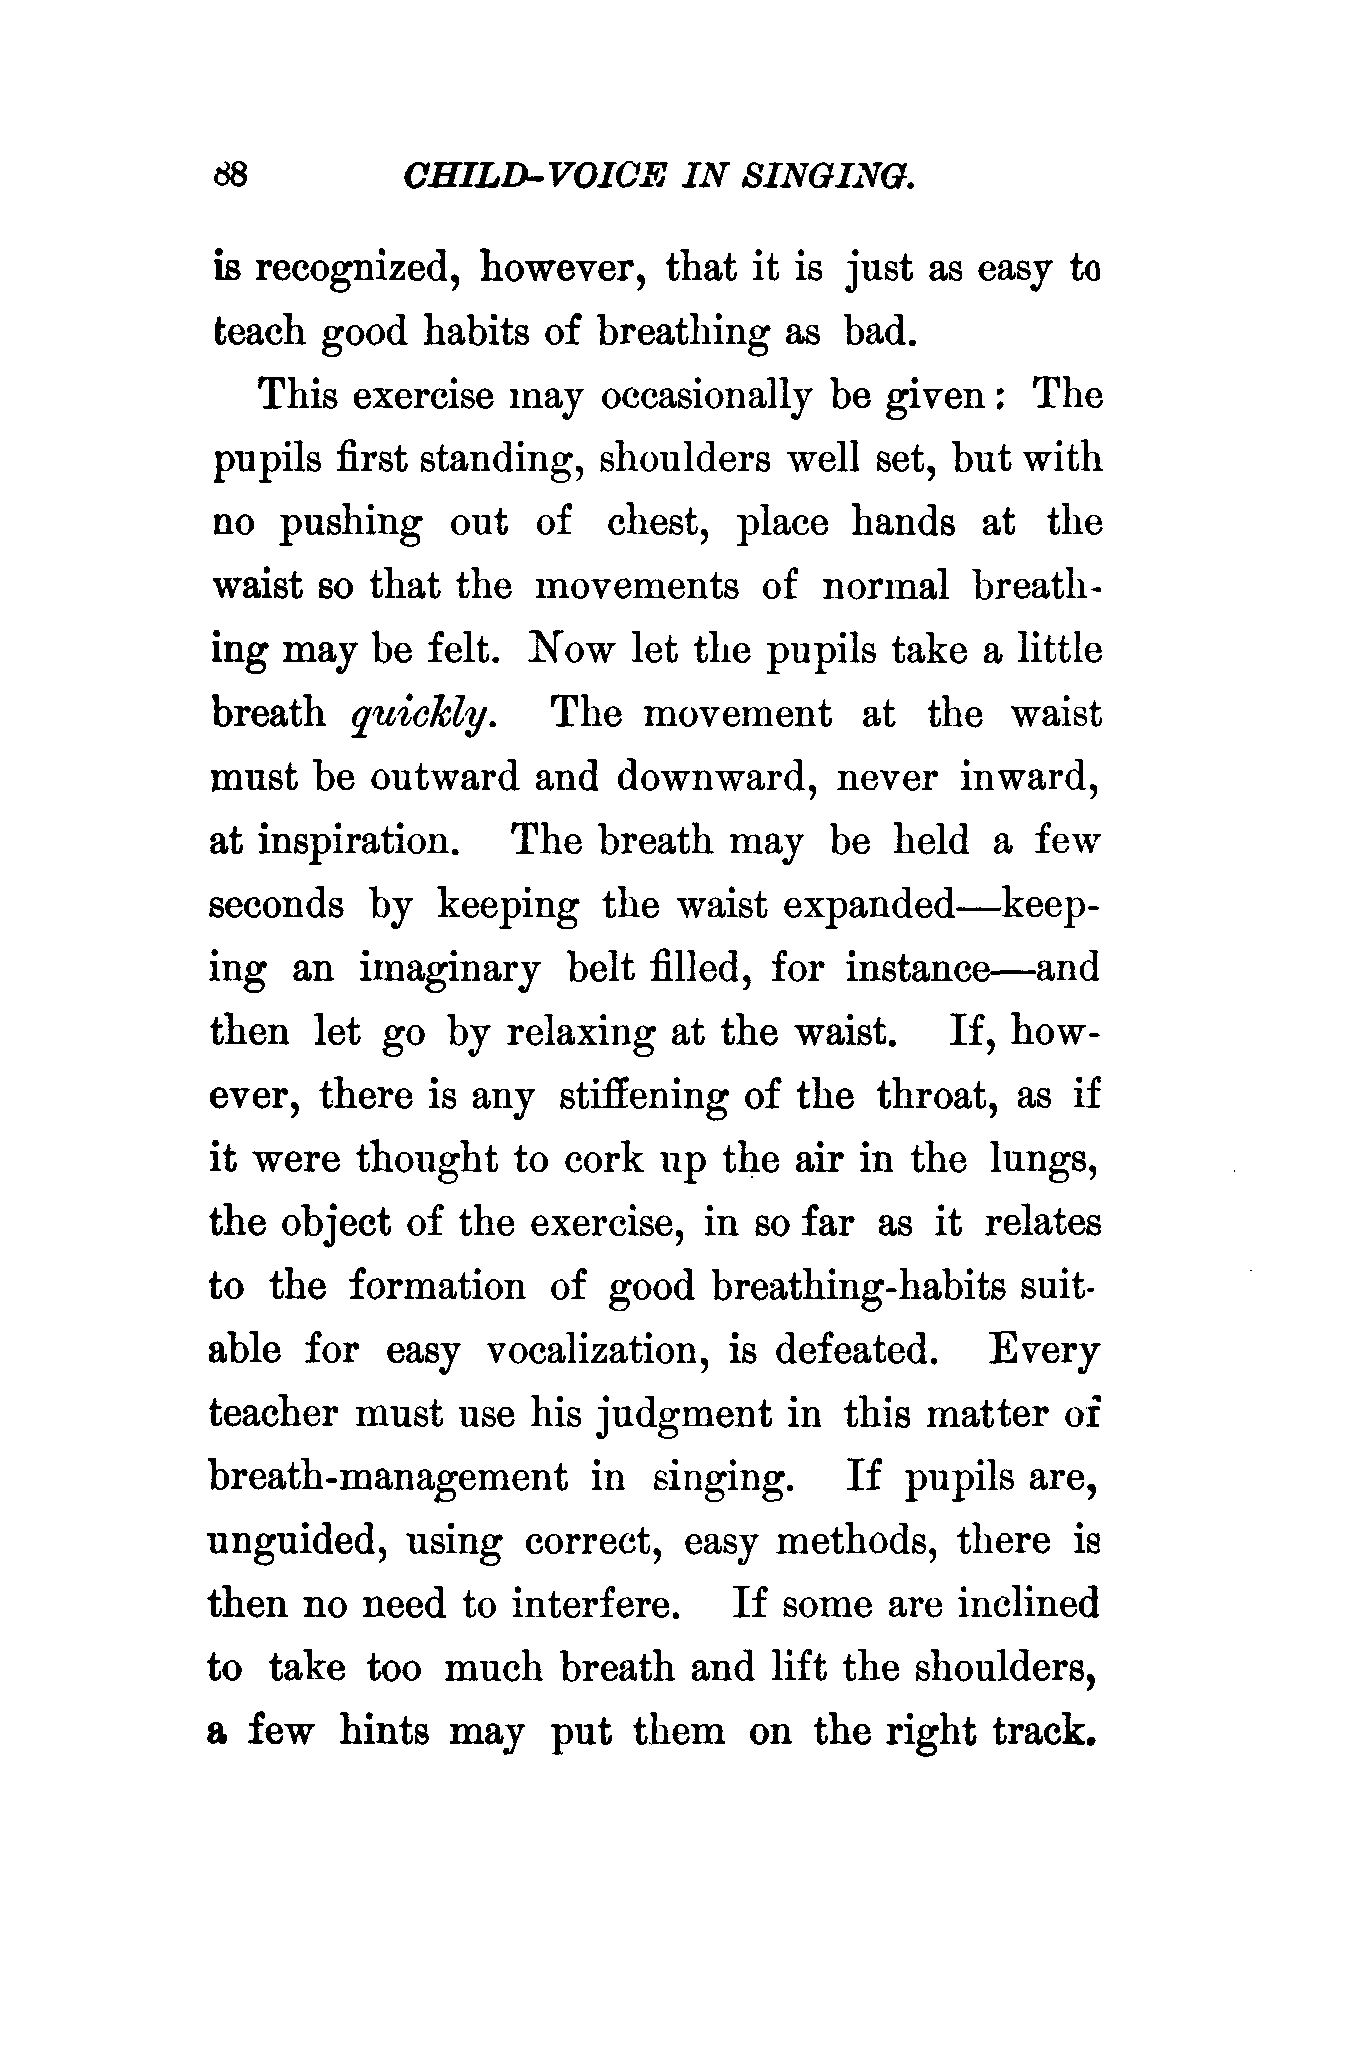 88 CHILD-VOICE IN SINGING.
is recognized, however, that it is just as easy to
teach good habits of breathing as bad.
This exercise may occasionally be given: The
pupils first standing, shoulders well set, but with
no pushing out of chest, place hands at the
waist so that the movements of normal breath-
ing may be felt. Now let the pupils take a little
breath quickly. The movement at the waist
must be outward and downward, never inward,
at inspiration. The breath may be held a few
seconds by keeping the waist expanded—keep-
ing an imaginary belt filled, for instance—and
then let go by relaxing at the waist. If, how-
ever, there is any stiffening of the throat, as if
it were thought to cork up the air in the lungs,
the object of the exercise, in so far as it relates
to the formation of good breathing-habits suit-
able for easy vocalization, is defeated. Every
teacher must use his judgment in this matter of
breath-management in singing. If pupils are,
unguided, using correct, easy methods, there is
then no need to interfere. If some are inclined
to take too much breath and lift the shoulders,
a few hints may put them on the right track.